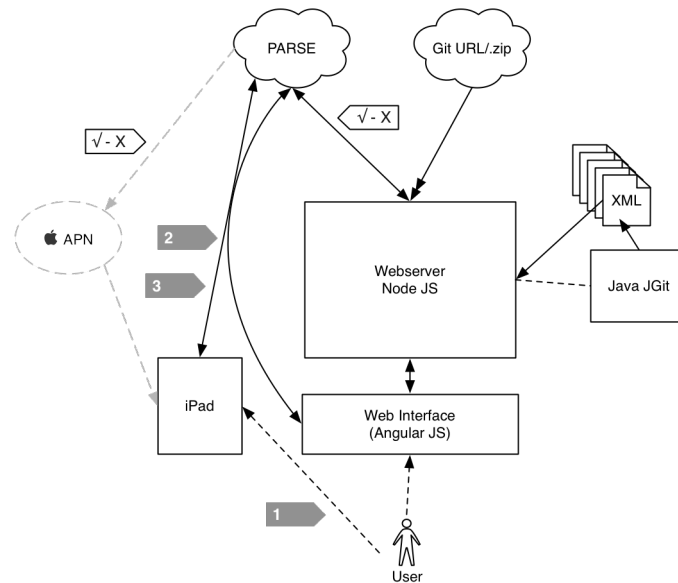 PARSE
Git URL/.zip
√ - X
√ - X
XML
APN
2
Webserver
Node JS
Java JGit
3
iPad
Web Interface
(Angular JS)
1
User